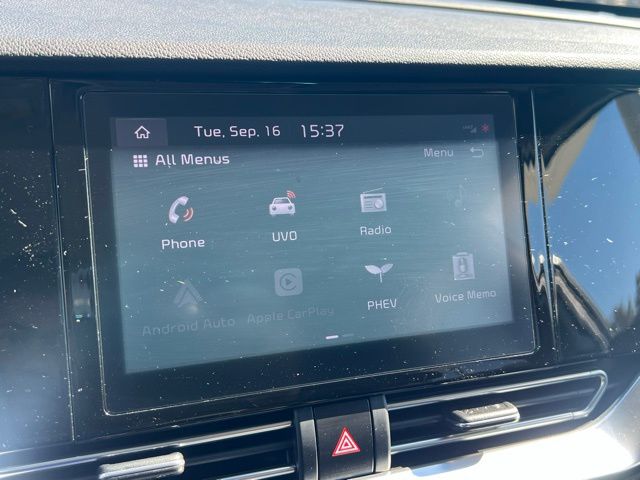 Tue, Sep. 16 15:37
All Menus Menu
Phone UVO Radio
Android Auto Apple CarPlay PHEV Voice Memo